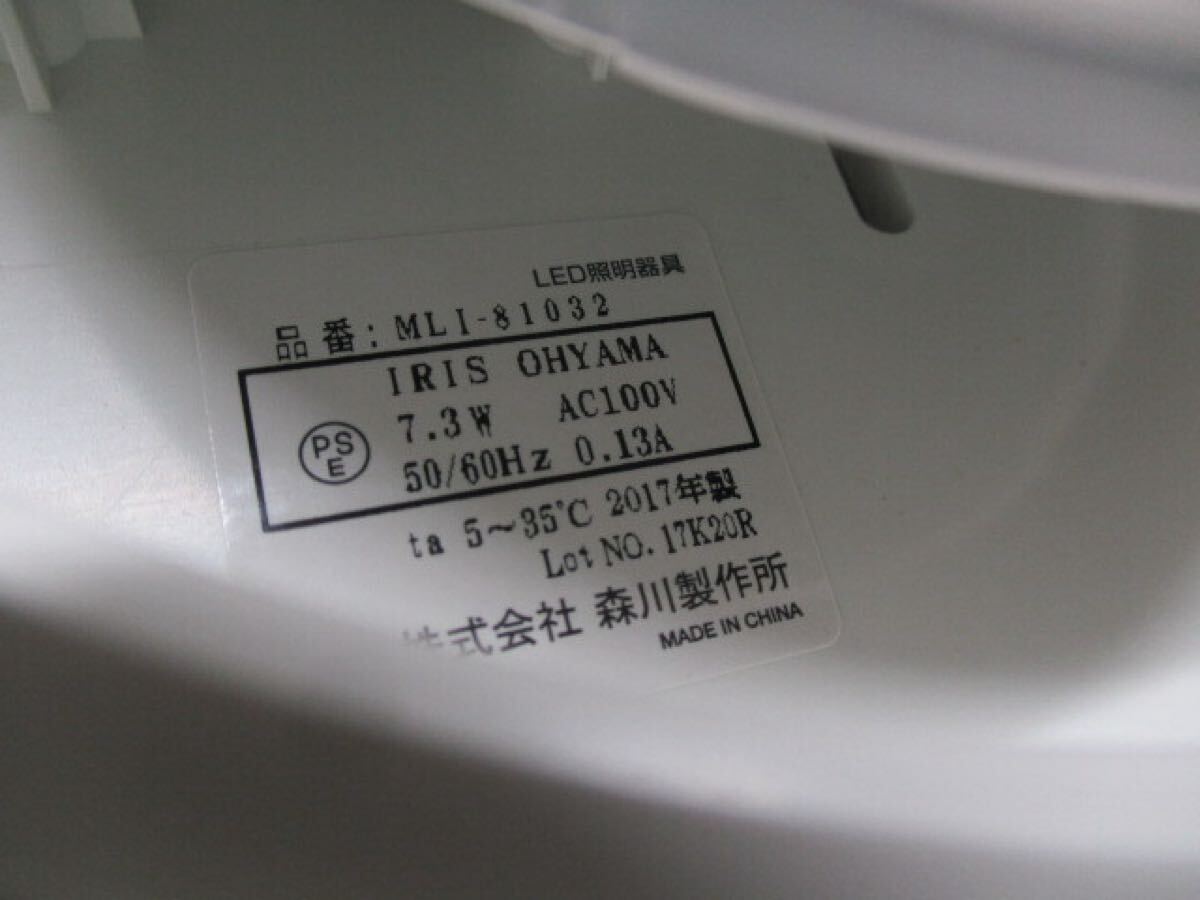 LED照明器具
品番: MLI-81032
IRIS OHYAMA
PSE 7.3W AC100V
50/60Hz 0.13A
ta 5～35℃ 2017年製
Lot NO. 17K20R
株式会社 森川製作所
MADE IN CHINA